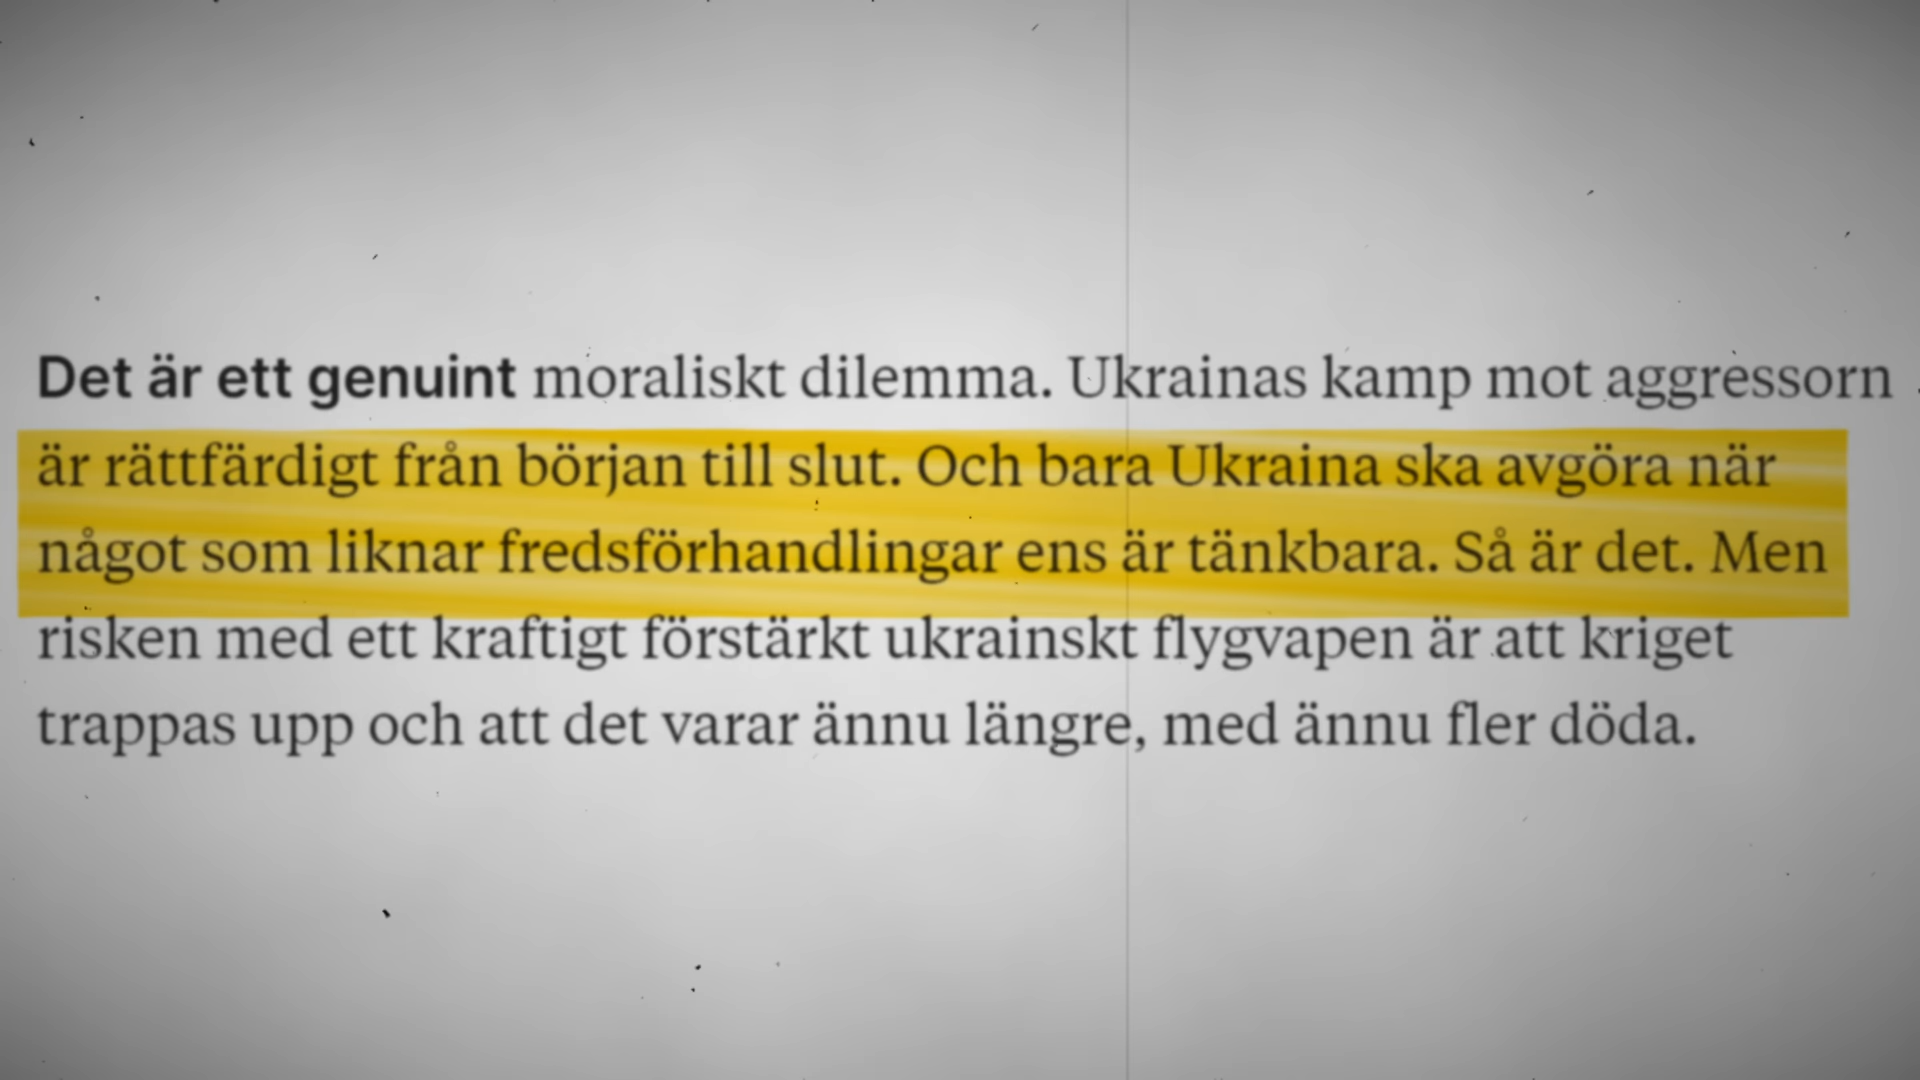 Det är ett genuint moraliskt dilemma. Ukrainas kamp mot aggressorn
är rättfärdigt från början till slut. Och bara Ukraina ska avgöra när
något som liknar fredsförhandlingar ens är tänkbara. Så är det. Men
risken med ett kraftigt förstärkt ukrainskt flygvapen är att kriget
trappas upp och att det varar ännu längre, med ännu fler döda.